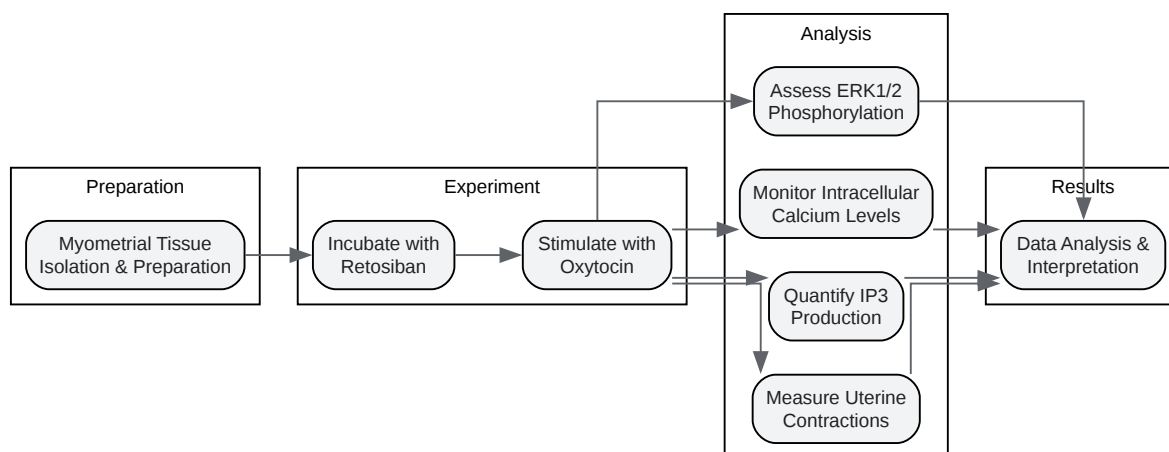 Preparation
Myometrial Tissue
Isolation & Preparation
Experiment
Incubate with
Retosiban
Stimulate with
Oxytocin
Analysis
Assess ERK1/2
Phosphorylation
Monitor Intracellular
Calcium Levels
Quantify IP3
Production
Measure Uterine
Contractions
Results
Data Analysis &
Interpretation